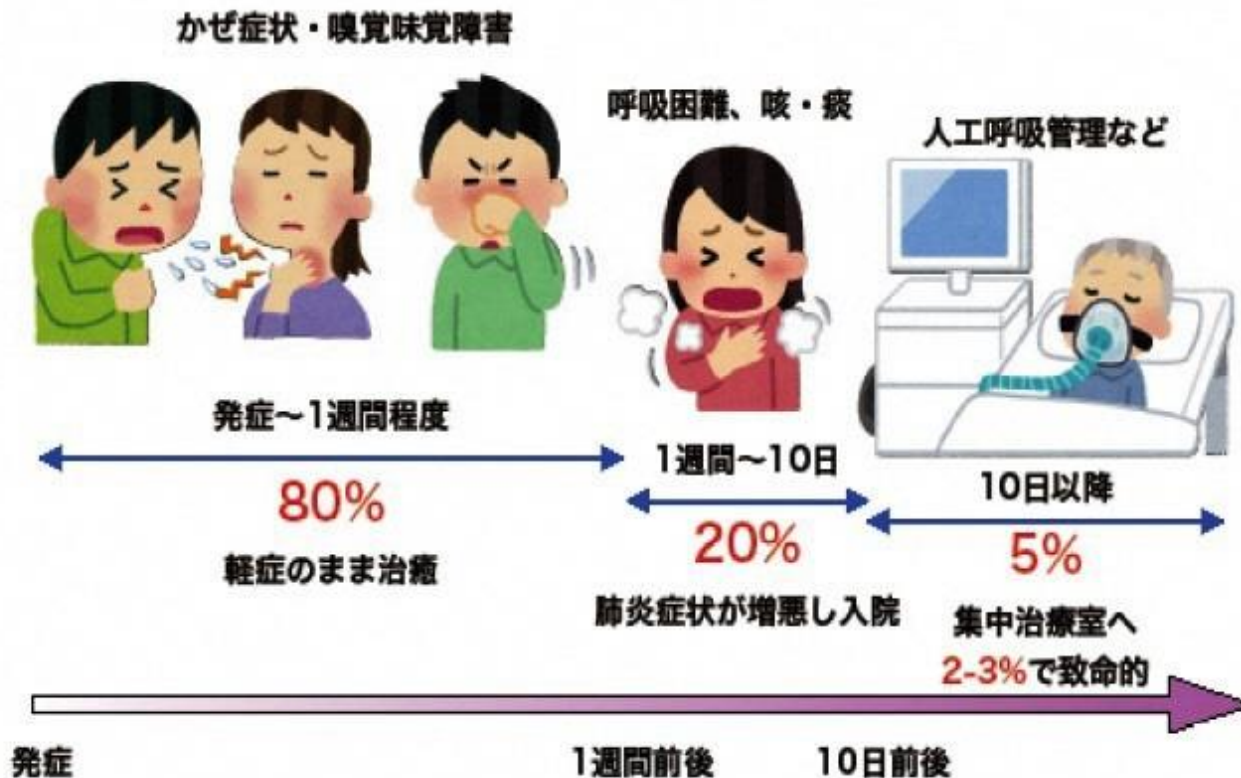 かぜ症状・嗅覚味覚障害
呼吸困難、咳・痰
人工呼吸管理など
発症〜1週間程度
80%
軽症のまま治癒
1週間〜10日
20%
肺炎症状が増悪し入院
10日以降
5%
集中治療室へ
2-3%で致命的
発症
1週間前後
10日前後